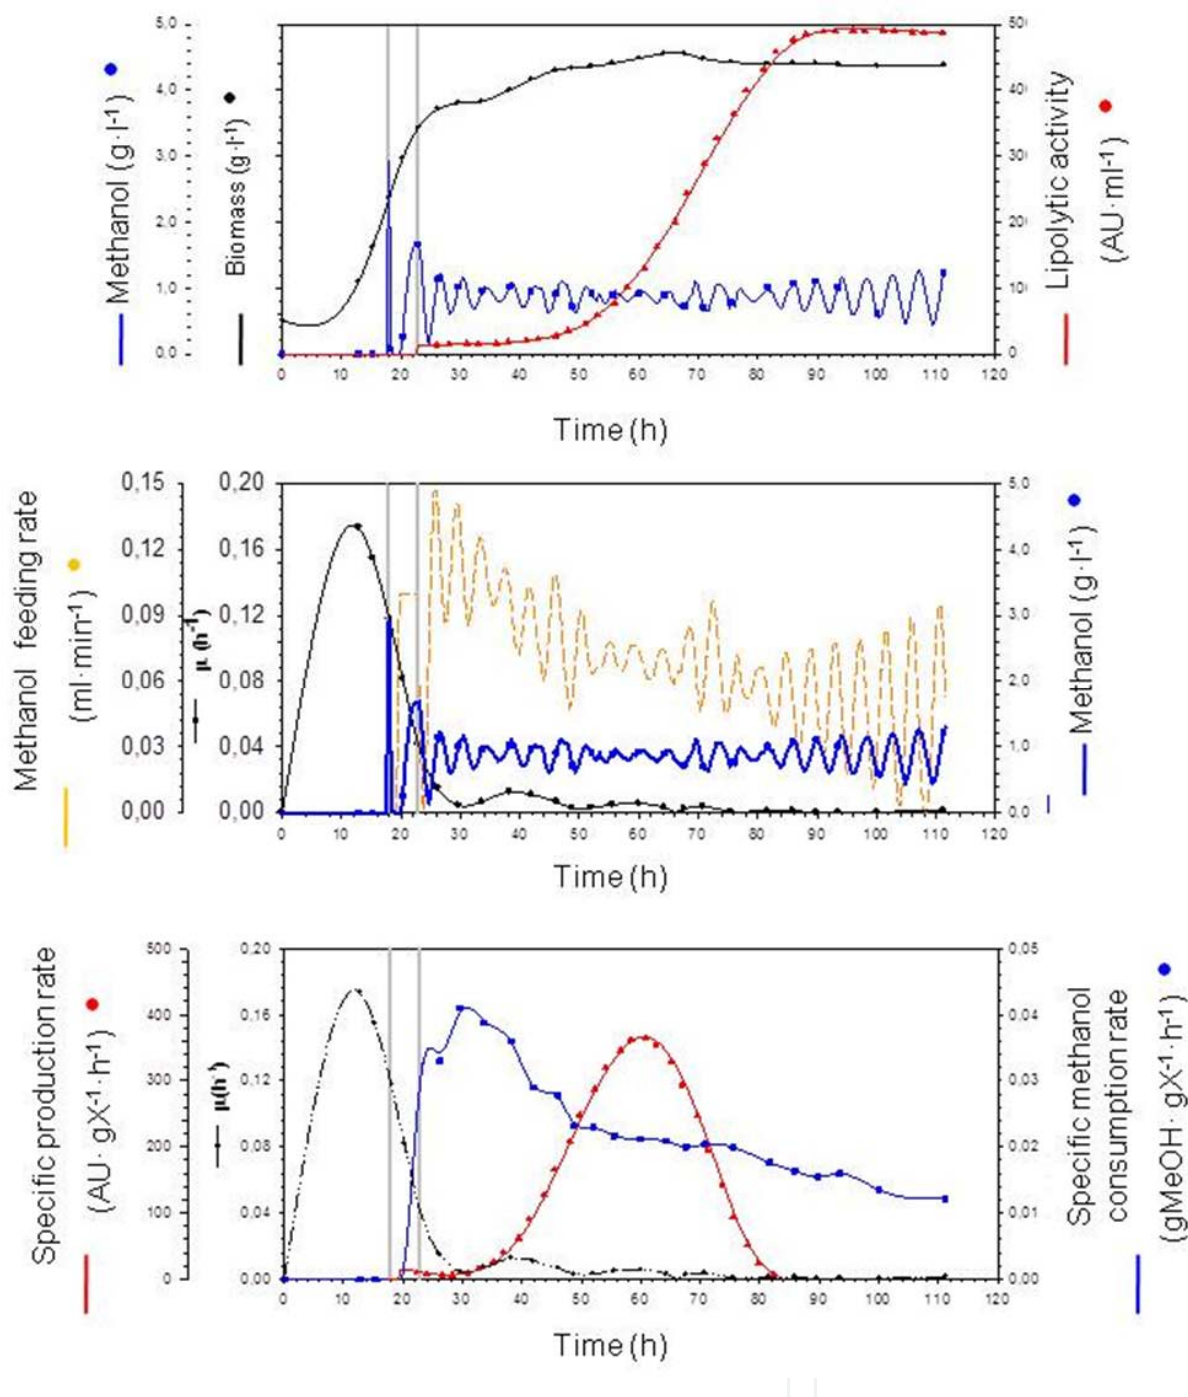 Methanol (g·l-1)
Biomass (g·l-1)
5.0
4.0
3.0
2.0
1.0
0.0
50
40
30
20
10
0
Lipolytic activity
(AU·ml-1)
0 10 20 30 40 50 60 70 80 90 100 110 120
Time (h)
Methanol feeding rate
(ml·min-1)
0,15
0,12
0,09
0,06
0,03
0,00
μ (h-1)
0,20
0,16
0,12
0,08
0,04
0,00
5,0
4,0
3,0
2,0
1,0
0,0
Methanol (g·l-1)
0 10 20 30 40 50 60 70 80 90 100 110 120
Time (h)
Specific production rate
(AU·gX-1·h-1)
500
400
300
200
100
0
μ(h-1)
0.20
0.16
0.12
0.08
0.04
0.00
0.05
0.04
0.03
0.02
0.01
0.00
Specific methanol
consumption rate
(gMeOH·gX-1·h-1)
0 10 20 30 40 50 60 70 80 90 100 110 120
Time (h)